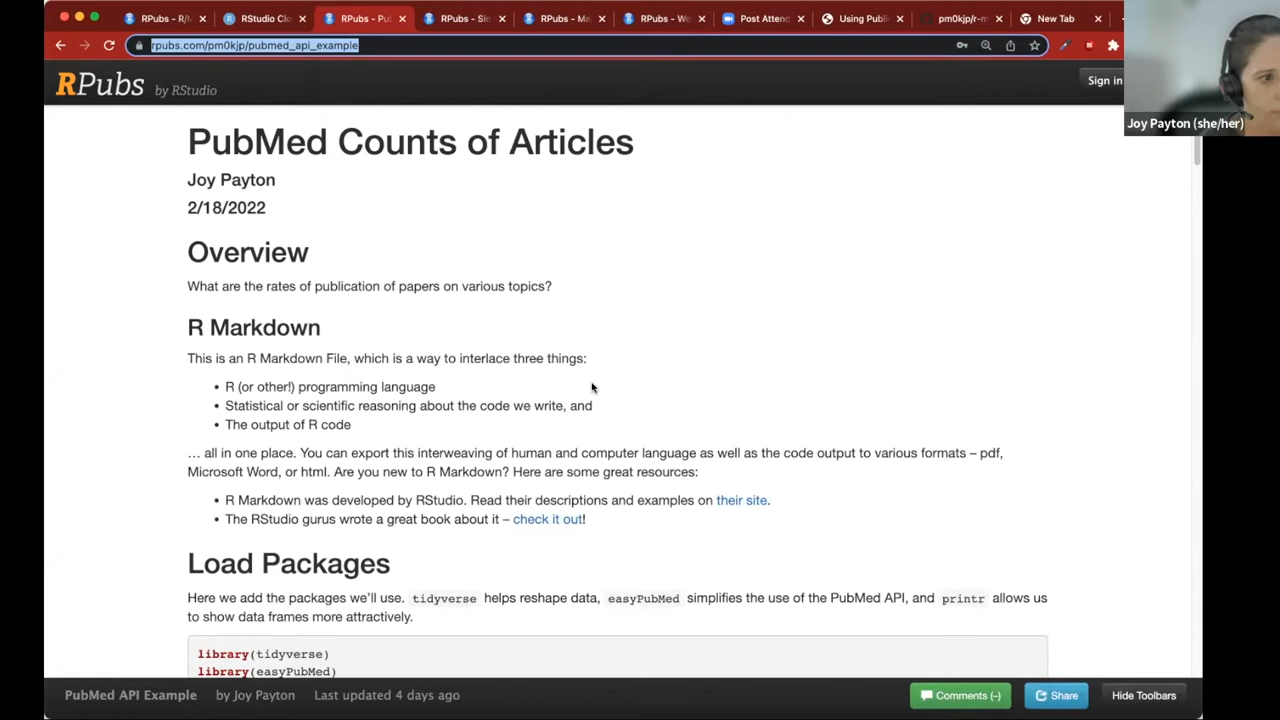 RPubs - R/M
RStudio Clo
RPubs - Pu
RPubs - Sin
RPubs - Ma
RPubs - Wo
Post Attend
Using Publi
pm0kjp/r-m
New Tab
rpubs.com/pm0kjp/pubmed_api_example
RPubs by RStudio
Sign in
Joy Payton (she/her)
PubMed Counts of Articles
Joy Payton
2/18/2022
Overview
What are the rates of publication of papers on various topics?
R Markdown
This is an R Markdown File, which is a way to interlace three things:
• R (or other!) programming language
• Statistical or scientific reasoning about the code we write, and
• The output of R code
… all in one place. You can export this interweaving of human and computer language as well as the code output to various formats – pdf,
Microsoft Word, or html. Are you new to R Markdown? Here are some great resources:
• R Markdown was developed by RStudio. Read their descriptions and examples on their site.
• The RStudio gurus wrote a great book about it – check it out!
Load Packages
Here we add the packages we'll use. tidyverse helps reshape data, easyPubMed simplifies the use of the PubMed API, and printr allows us
to show data frames more attractively.
library(tidyverse)
library(easyPubMed)
PubMed API Example by Joy Payton Last updated 4 days ago
Comments (–)
Share
Hide Toolbars